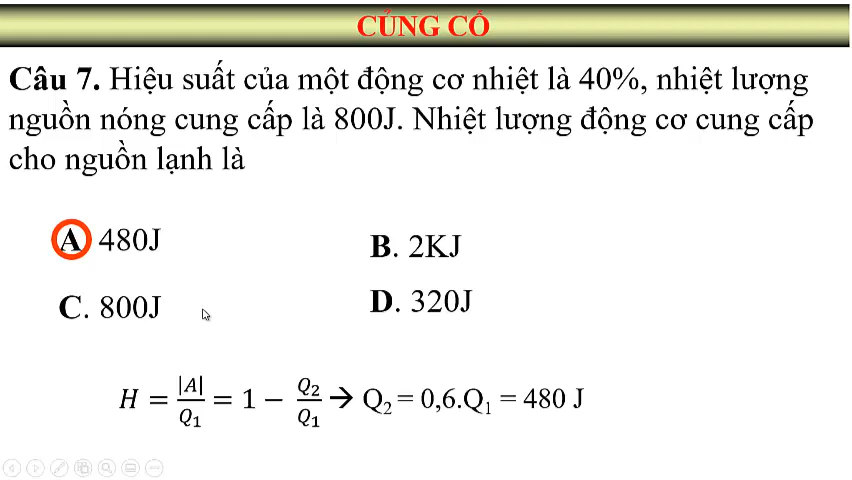 CỦNG CỐ
Câu 7. Hiệu suất của một động cơ nhiệt là 40%, nhiệt lượng
nguồn nóng cung cấp là 800J. Nhiệt lượng động cơ cung cấp
cho nguồn lạnh là
A 480J
B. 2KJ
C. 800J
D. 320J
H = |A|/Q₁ = 1 − Q₂/Q₁ → Q₂ = 0,6.Q₁ = 480 J